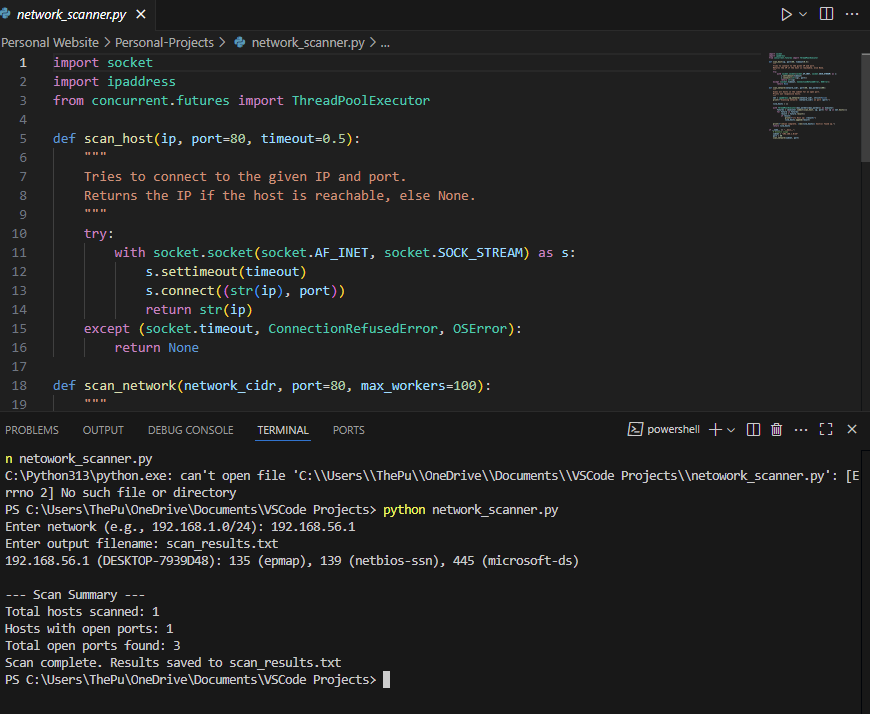 network_scanner.py
Personal Website > Personal-Projects > network_scanner.py > ...
1 import socket
2 import ipaddress
3 from concurrent.futures import ThreadPoolExecutor
4
5 def scan_host(ip, port=80, timeout=0.5):
6 """
7 Tries to connect to the given IP and port.
8 Returns the IP if the host is reachable, else None.
9 """
10 try:
11 with socket.socket(socket.AF_INET, socket.SOCK_STREAM) as s:
12 s.settimeout(timeout)
13 s.connect((str(ip), port))
14 return str(ip)
15 except (socket.timeout, ConnectionRefusedError, OSError):
16 return None
17
18 def scan_network(network_cidr, port=80, max_workers=100):
19 """
PROBLEMS OUTPUT DEBUG CONSOLE TERMINAL PORTS powershell
n netowork_scanner.py
C:\Python313\python.exe: can't open file 'C:\\Users\\ThePu\\OneDrive\\Documents\\VSCode Projects\\netowork_scanner.py': [E
rrno 2] No such file or directory
PS C:\Users\ThePu\OneDrive\Documents\VSCode Projects> python network_scanner.py
Enter network (e.g., 192.168.1.0/24): 192.168.56.1
Enter output filename: scan_results.txt
192.168.56.1 (DESKTOP-7939D48): 135 (epmap), 139 (netbios-ssn), 445 (microsoft-ds)

--- Scan Summary ---
Total hosts scanned: 1
Hosts with open ports: 1
Total open ports found: 3
Scan complete. Results saved to scan_results.txt
PS C:\Users\ThePu\OneDrive\Documents\VSCode Projects>